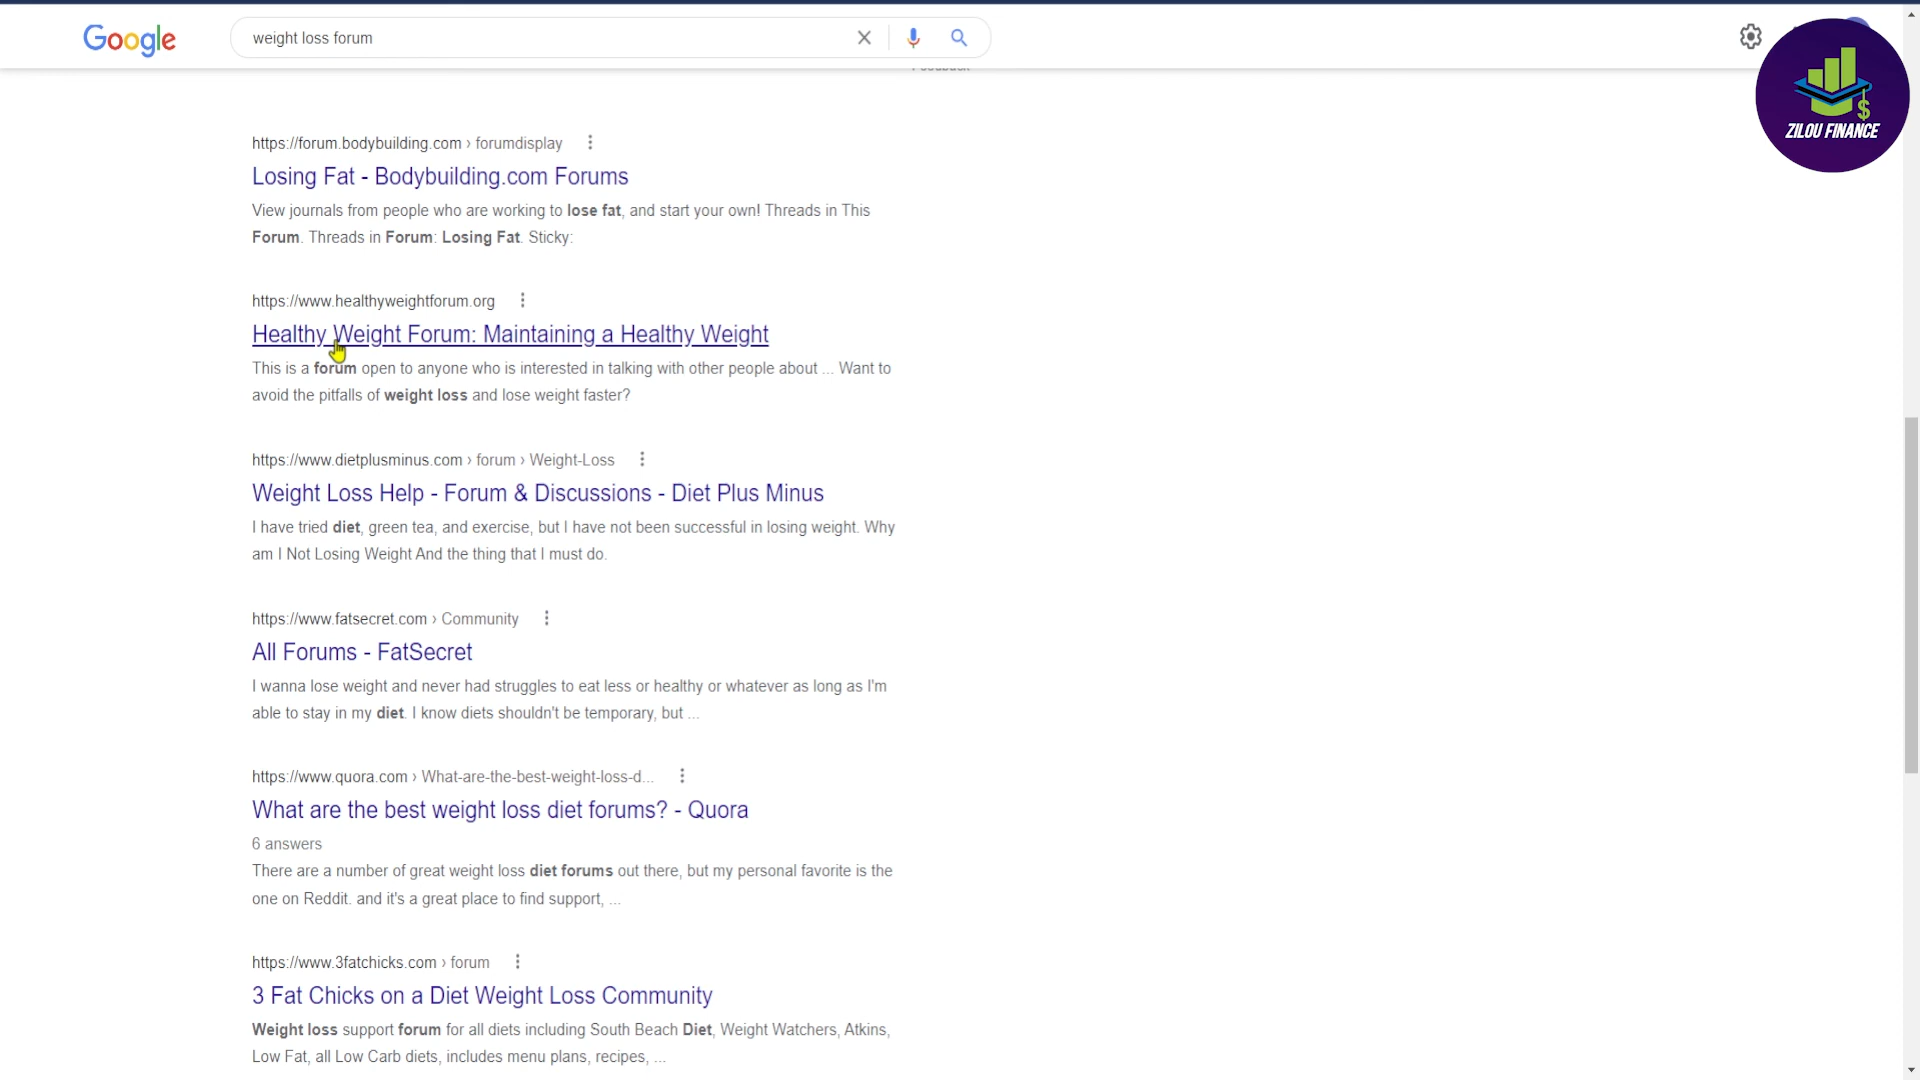 Google
weight loss forum
ZILOU FINANCE
https://forum.bodybuilding.com › forumdisplay
Losing Fat - Bodybuilding.com Forums
View journals from people who are working to lose fat, and start your own! Threads in This
Forum. Threads in Forum: Losing Fat. Sticky:
https://www.healthyweightforum.org
Healthy Weight Forum: Maintaining a Healthy Weight
This is a forum open to anyone who is interested in talking with other people about ... Want to
avoid the pitfalls of weight loss and lose weight faster?
https://www.dietplusminus.com › forum › Weight-Loss
Weight Loss Help - Forum & Discussions - Diet Plus Minus
I have tried diet, green tea, and exercise, but I have not been successful in losing weight. Why
am I Not Losing Weight And the thing that I must do.
https://www.fatsecret.com › Community
All Forums - FatSecret
I wanna lose weight and never had struggles to eat less or healthy or whatever as long as I'm
able to stay in my diet. I know diets shouldn't be temporary, but ...
https://www.quora.com › What-are-the-best-weight-loss-d...
What are the best weight loss diet forums? - Quora
6 answers
There are a number of great weight loss diet forums out there, but my personal favorite is the
one on Reddit. and it's a great place to find support, ...
https://www.3fatchicks.com › forum
3 Fat Chicks on a Diet Weight Loss Community
Weight loss support forum for all diets including South Beach Diet, Weight Watchers, Atkins,
Low Fat, all Low Carb diets, includes menu plans, recipes, ...